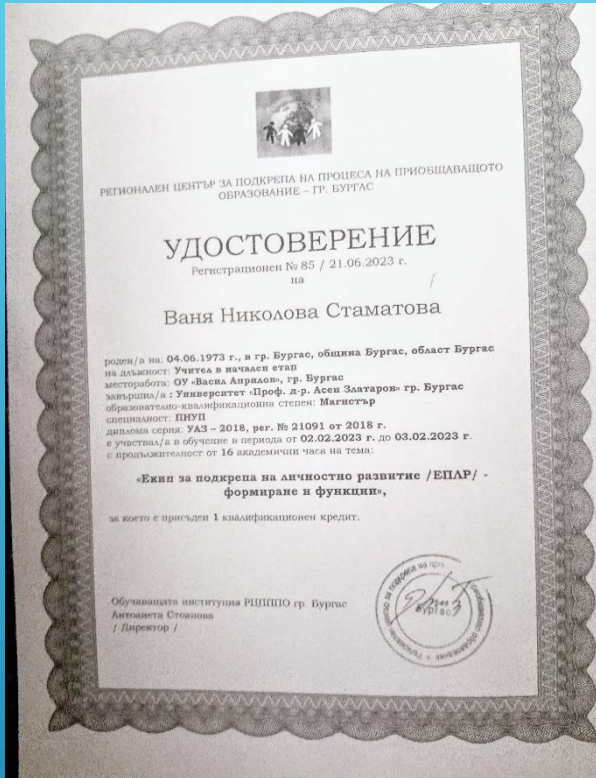 РЕГИОНАЛЕН ЦЕНТЪР ЗА ПОДКРЕПА НА ПРОЦЕСА НА ПРИОБЩАВАЩОТО
ОБРАЗОВАНИЕ – ГР. БУРГАС
УДОСТОВЕРЕНИЕ
Регистрационен № 85 / 21.06.2023 г.
на
Ваня Николова Стаматова
роден/а на: 04.06.1973 г., в гр. Бургас, община Бургас, област Бургас
на длъжност: Учител в начален етап
месторабота: ОУ «Васил Априлов», гр. Бургас
завършил/а : Университет «Проф. д-р. Асен Златаров» гр. Бургас
образователно-квалификационна степен: Магистър
специалност: ПНУП
диплома серия: УАЗ – 2018, рег. № 21091 от 2018 г.
е участвал/а в обучение в периода от 02.02.2023 г. до 03.02.2023 г.
с продължителност от 16 академични часа на тема:
«Екип за подкрепа на личностно развитие /ЕПЛР/ -
формиране и функции»,
за което е присъден 1 квалификационен кредит.
Обучаващата институция РЦПППО гр. Бургас
Антоанета Стоянова
/ Директор /
Бургас